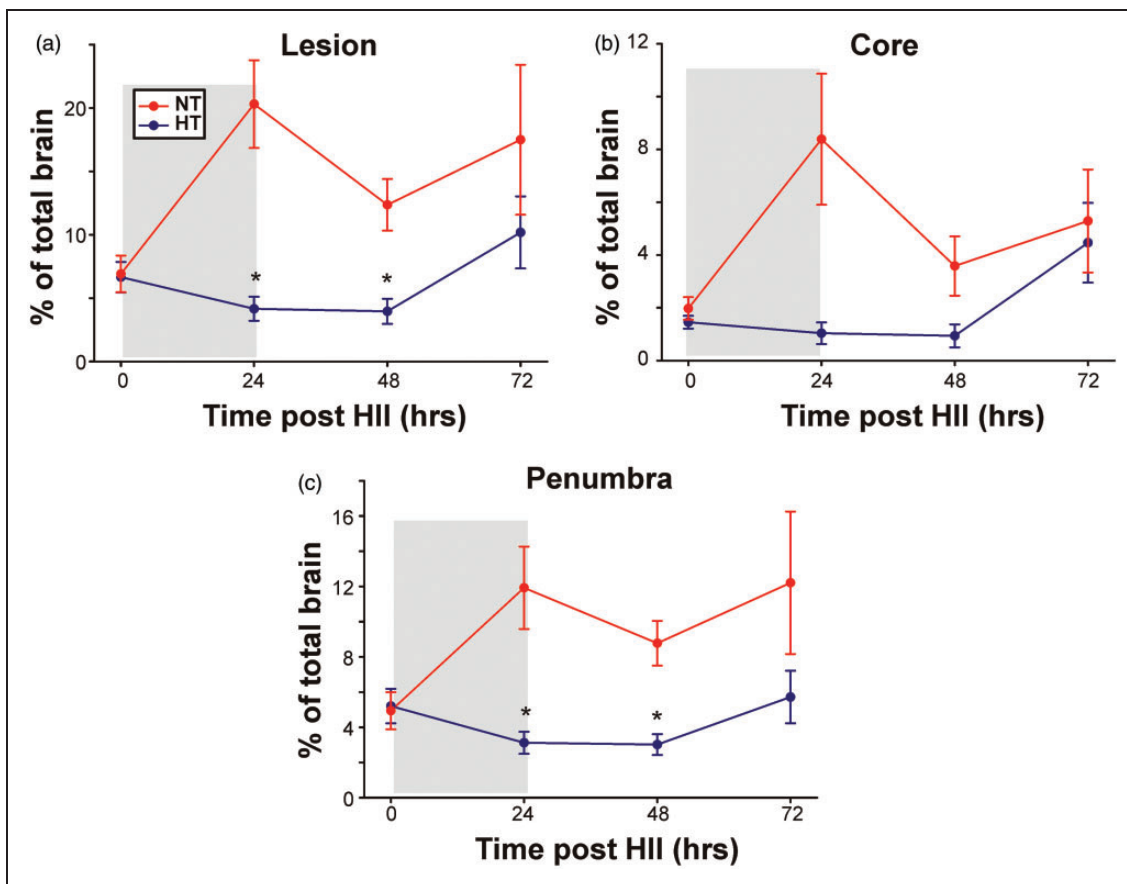 (a) Lesion
% of total brain
20
10
0
NT
HT
*
*
0 24 48 72
Time post HII (hrs)
(b) Core
% of total brain
12
8
4
0
0 24 48 72
Time post HII (hrs)
(c) Penumbra
% of total brain
16
12
8
4
0
*
*
0 24 48 72
Time post HII (hrs)